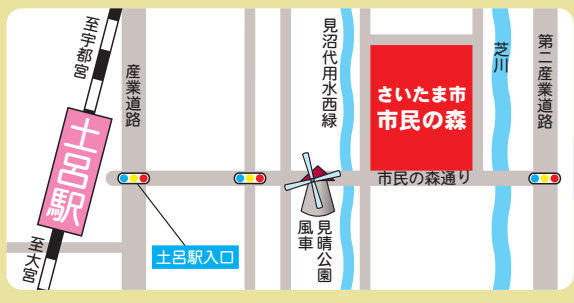 至宇都宮
土呂駅
至大宮
産業道路
土呂駅入口
見沼代用水西緑
見晴公園
風車
さいたま市
市民の森
市民の森通り
芝川
第二産業道路